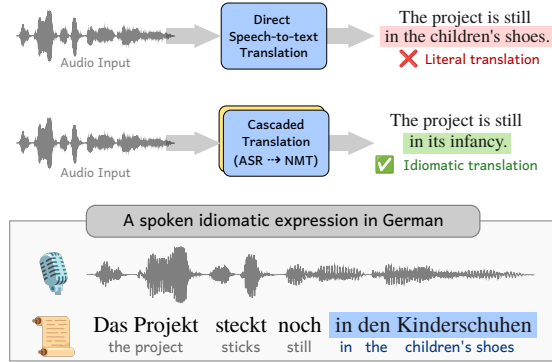 Direct
Speech-to-text
Translation
Audio Input
The project is still
in the children's shoes.
❌ Literal translation
Cascaded
Translation
(ASR ⇢ NMT)
Audio Input
The project is still
in its infancy.
✅ Idiomatic translation
A spoken idiomatic expression in German
Das Projekt steckt noch in den Kinderschuhen
the project sticks still in the children's shoes